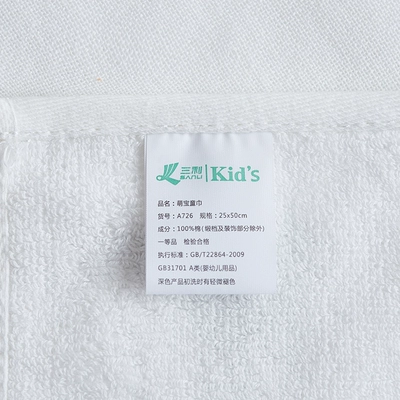 三利 SANLI | Kid's
品名：萌宝童巾
货号：A726 规格：25x50cm
成分：100%棉(缎档及装饰部分除外)
一等品 检验合格
执行标准：GB/T22864-2009
GB31701 A类(婴幼儿用品)
深色产品初洗时有轻微褪色